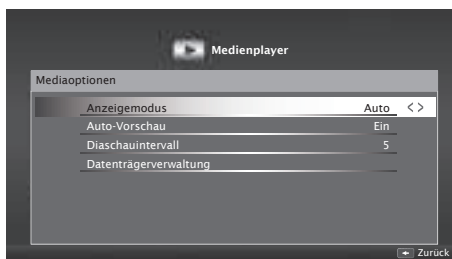 Medienplayer
Mediaoptionen
Anzeigemodus Auto < >
Auto-Vorschau Ein
Diaschauintervall 5
Datenträgerverwaltung
Zurück